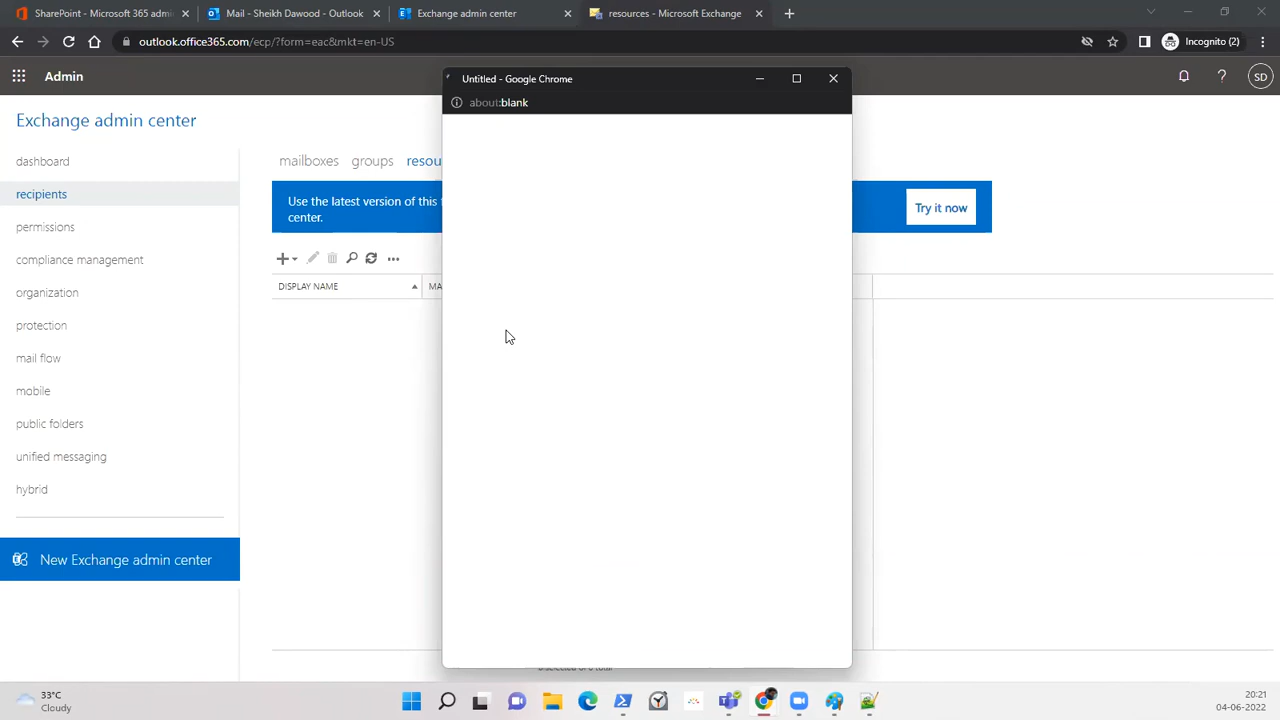 SharePoint - Microsoft 365 admi
Mail - Sheikh Dawood - Outlook
Exchange admin center
resources - Microsoft Exchange
outlook.office365.com/ecp/?form=eac&mkt=en-US
Incognito (2)
Admin
SD
Untitled - Google Chrome
about:blank
Exchange admin center
dashboard
recipients
permissions
compliance management
organization
protection
mail flow
mobile
public folders
unified messaging
hybrid
New Exchange admin center
mailboxes groups resou
Use the latest version of this
center.
Try it now
DISPLAY NAME
MA
33°C
Cloudy
20:21
04-06-2022